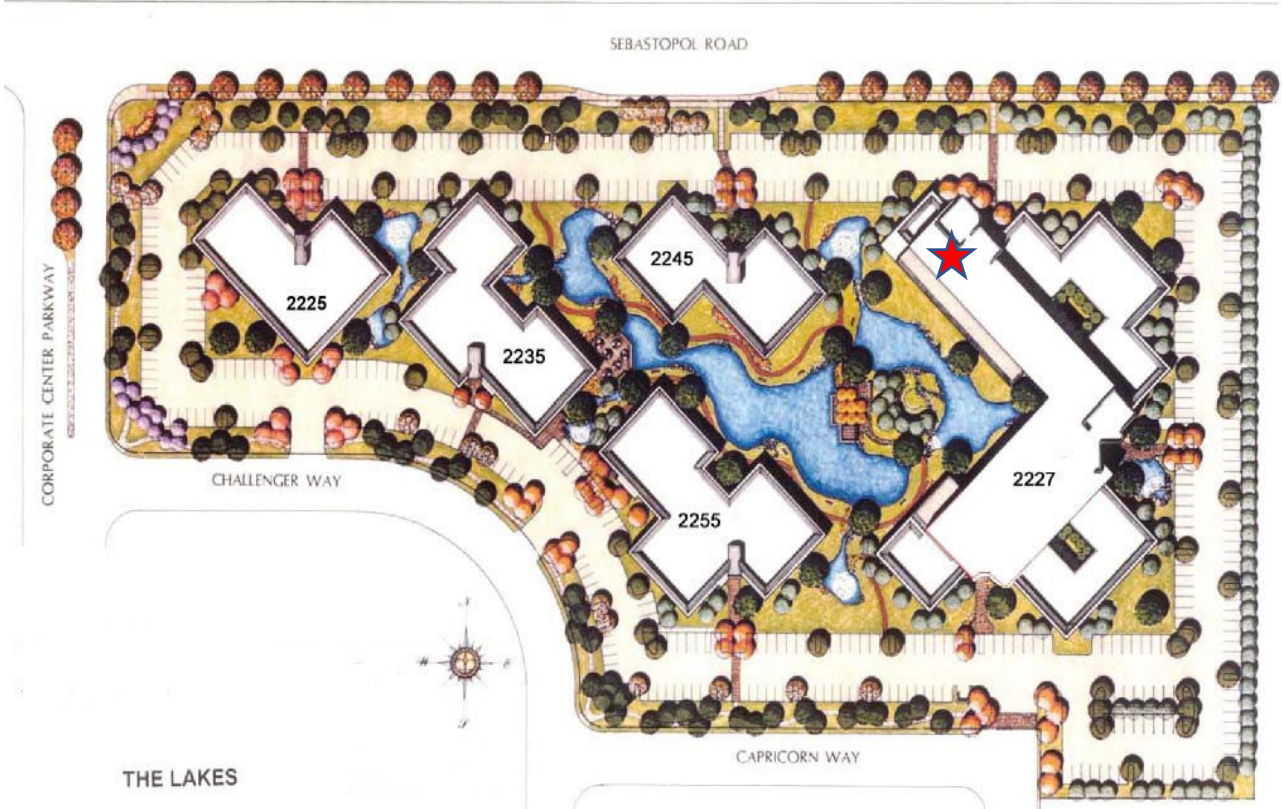 SEBASTOPOL ROAD
CORPORATE CENTER PARKWAY
2245
2225
2235
2227
CHALLENGER WAY
2255
W
E
S
CAPRICORN WAY
THE LAKES